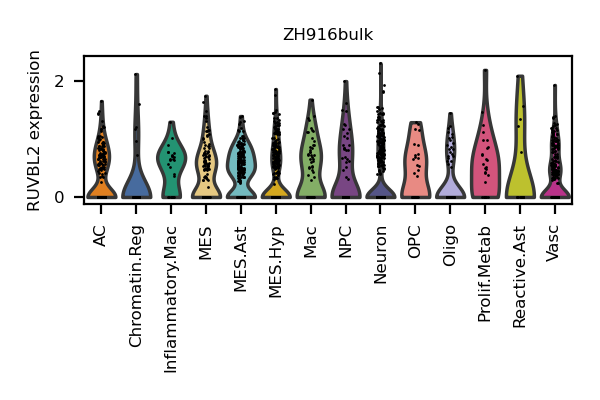 ZH916bulk
RUVBL2 expression
2
0
AC
Chromatin.Reg
Inflammatory.Mac
MES
MES.Ast
MES.Hyp
Mac
NPC
Neuron
OPC
Oligo
Prolif.Metab
Reactive.Ast
Vasc